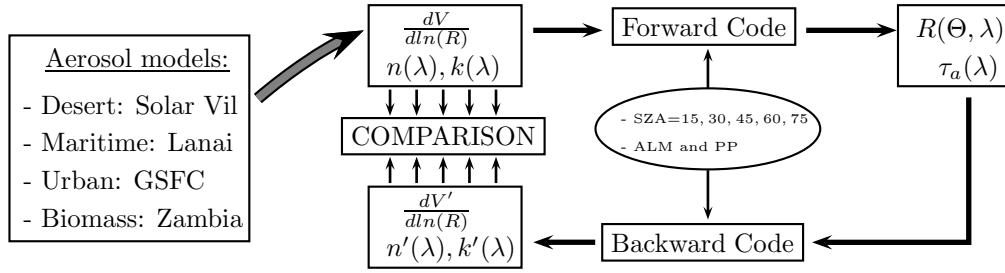 Aerosol models:
- Desert: Solar Vil
- Maritime: Lanai
- Urban: GSFC
- Biomass: Zambia
dV
dln(R)
n(λ), k(λ)
COMPARISON
dV′
dln(R)
n′(λ), k′(λ)
Forward Code
- SZA=15, 30, 45, 60, 75
- ALM and PP
Backward Code
R(Θ, λ)
τa(λ)